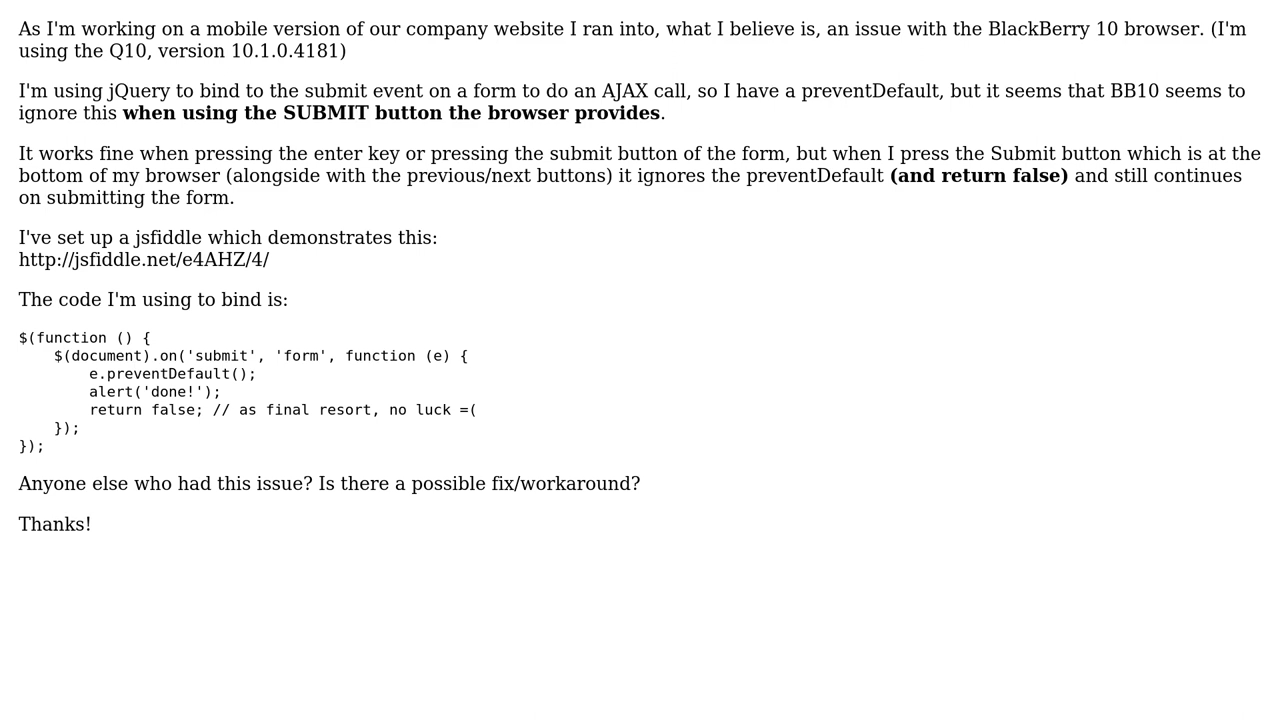 As I'm working on a mobile version of our company website I ran into, what I believe is, an issue with the BlackBerry 10 browser. (I'm
using the Q10, version 10.1.0.4181)
I'm using jQuery to bind to the submit event on a form to do an AJAX call, so I have a preventDefault, but it seems that BB10 seems to
ignore this when using the SUBMIT button the browser provides.
It works fine when pressing the enter key or pressing the submit button of the form, but when I press the Submit button which is at the
bottom of my browser (alongside with the previous/next buttons) it ignores the preventDefault (and return false) and still continues
on submitting the form.
I've set up a jsfiddle which demonstrates this:
http://jsfiddle.net/e4AHZ/4/
The code I'm using to bind is:
$(function () {
    $(document).on('submit', 'form', function (e) {
        e.preventDefault();
        alert('done!');
        return false; // as final resort, no luck =(
    });
});
Anyone else who had this issue? Is there a possible fix/workaround?
Thanks!